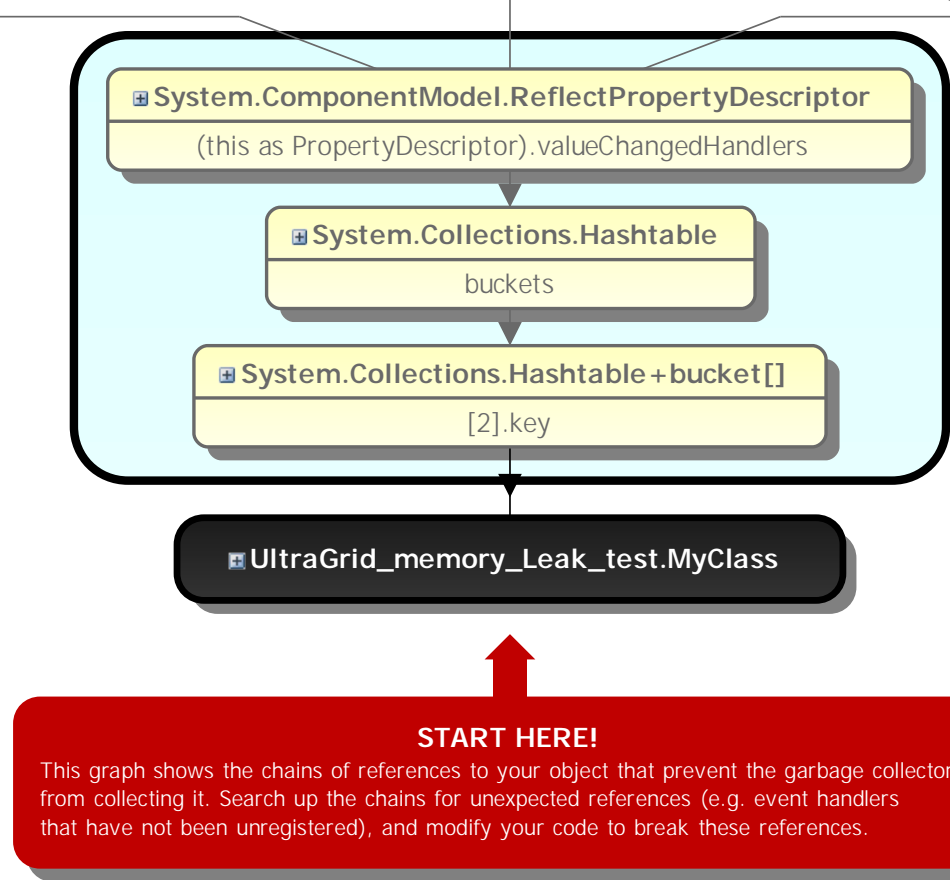 System.ComponentModel.ReflectPropertyDescriptor
(this as PropertyDescriptor).valueChangedHandlers
System.Collections.Hashtable
buckets
System.Collections.Hashtable+bucket[]
[2].key
UltraGrid_memory_Leak_test.MyClass
START HERE!
This graph shows the chains of references to your object that prevent the garbage collector
from collecting it. Search up the chains for unexpected references (e.g. event handlers
that have not been unregistered), and modify your code to break these references.